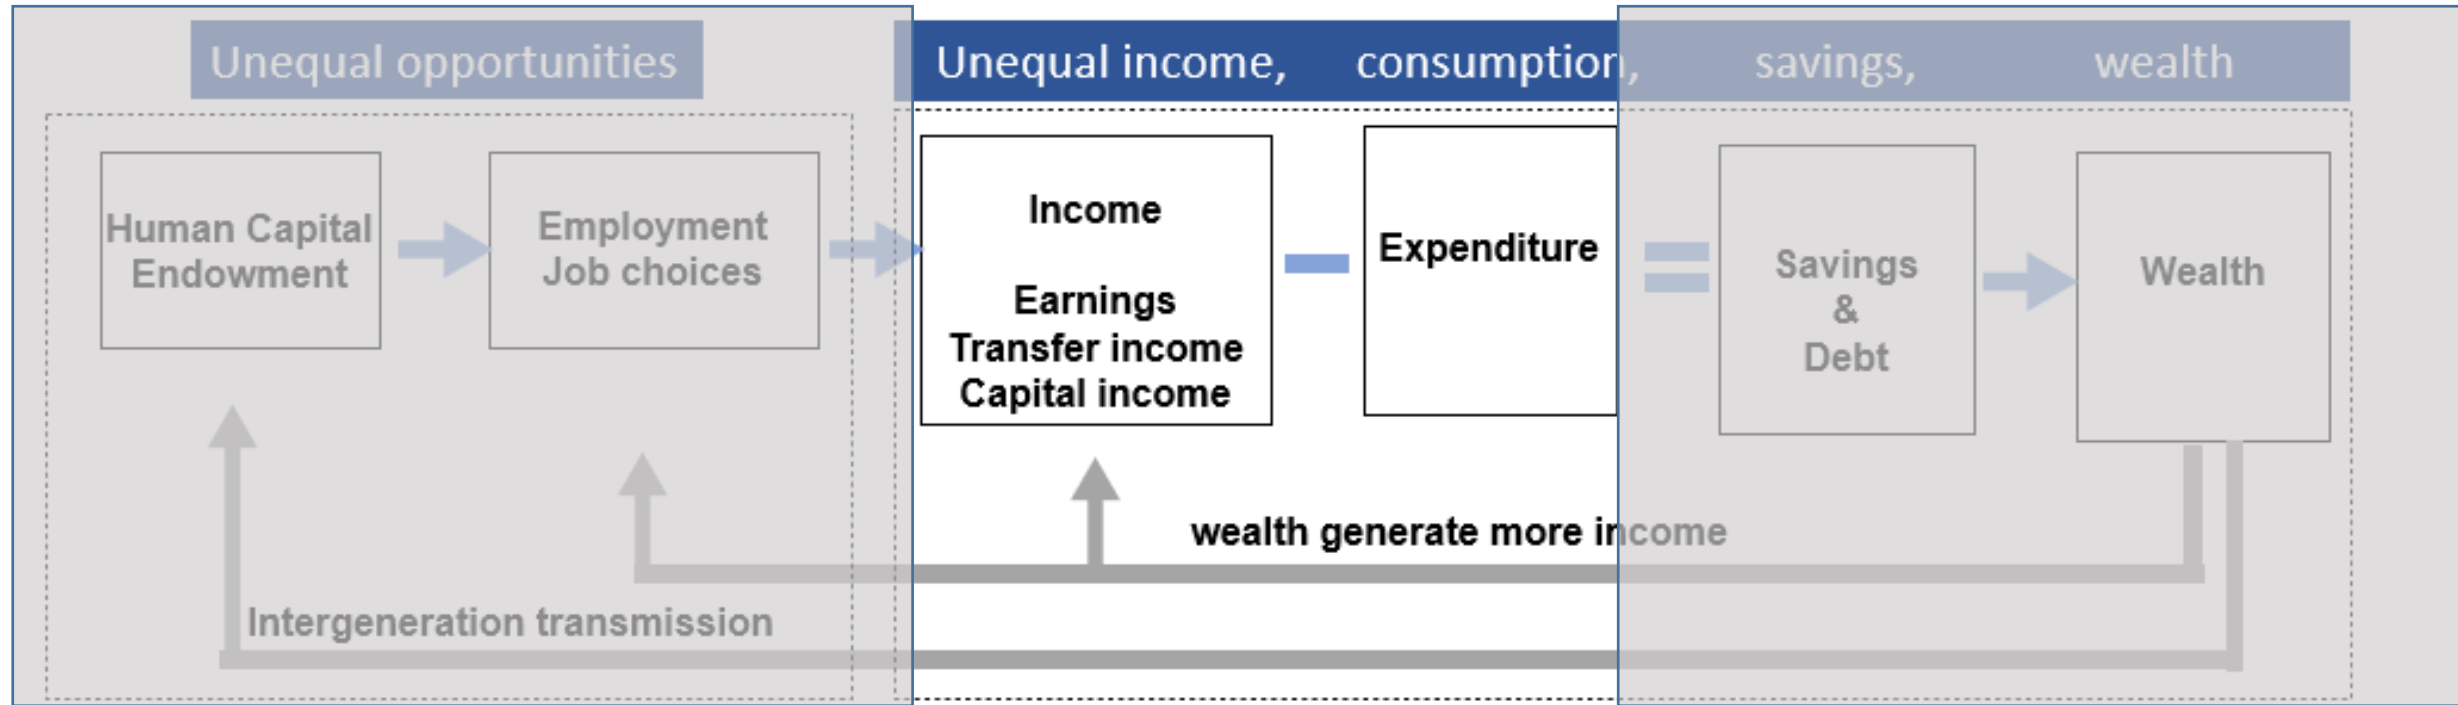 Unequal opportunities
Unequal income, consumption, savings, wealth
Human Capital
Endowment
Employment
Job choices
Income
Earnings
Transfer income
Capital income
Expenditure
Savings
&
Debt
Wealth
wealth generate more income
Intergeneration transmission